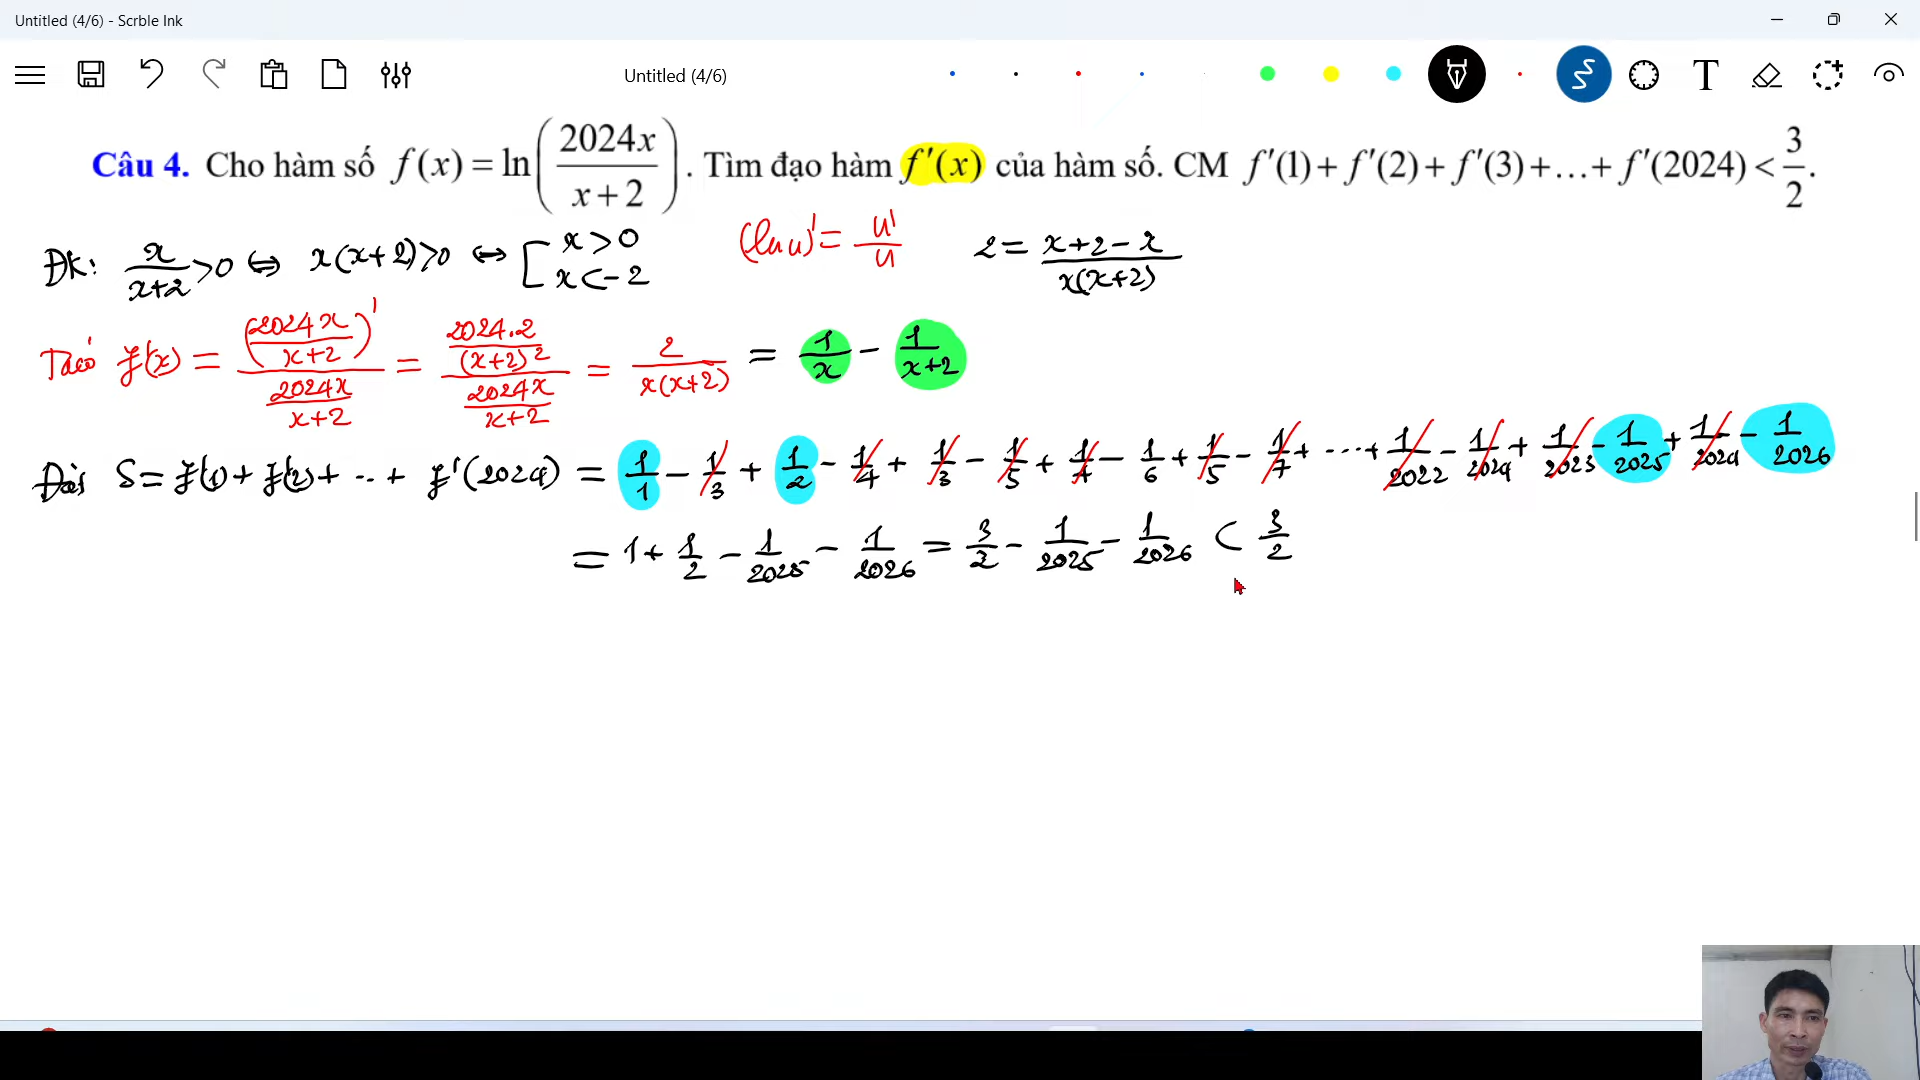 Untitled (4/6) - Scrble Ink
Untitled (4/6)
T
Câu 4. Cho hàm số f(x) = ln(2024x/(x+2)). Tìm đạo hàm f'(x) của hàm số. CM f'(1)+f'(2)+f'(3)+...+f'(2024) < 3/2.
ĐK: x/(x+2) > 0 ⇔ x(x+2) > 0 ⇔ [ x > 0 x < -2
(ln u)' = u'/u
2 = (x+2-x)/(x(x+2))
Ta có f'(x) = (2024x/(x+2))' / (2024x/(x+2)) = (2024.2/(x+2)²) / (2024x/(x+2)) = 2/(x(x+2)) = 1/x - 1/(x+2)
S = f'(1) + f'(2) + ... + f'(2024) = 1/1 - 1/3 + 1/2 - 1/4 + 1/3 - 1/5 + 1/4 - 1/6 + 1/5 - 1/7 + ... + 1/2022 - 1/2024 + 1/2023 - 1/2025 + 1/2024 - 1/2026
= 1 + 1/2 - 1/2025 - 1/2026 = 3/2 - 1/2025 - 1/2026 < 3/2